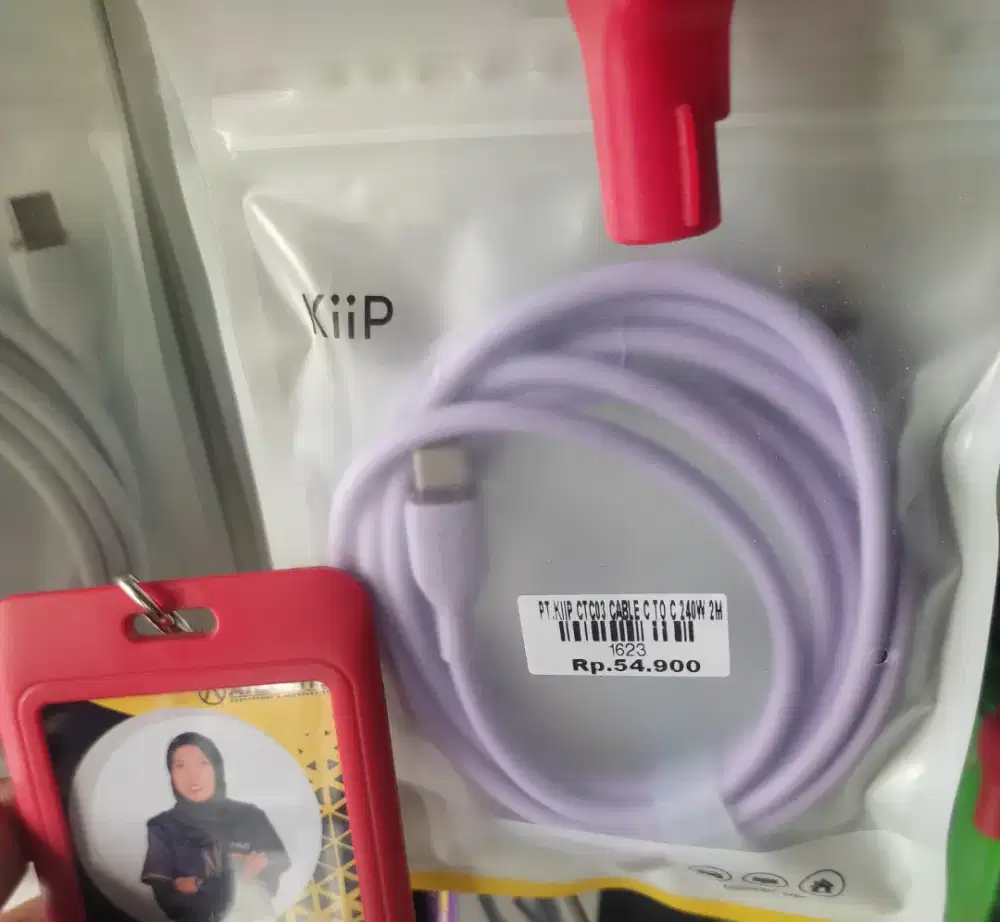 KiiP
PT.KIIP CTC03 CABLE C TO C 240W 2M
1623
Rp.54.900